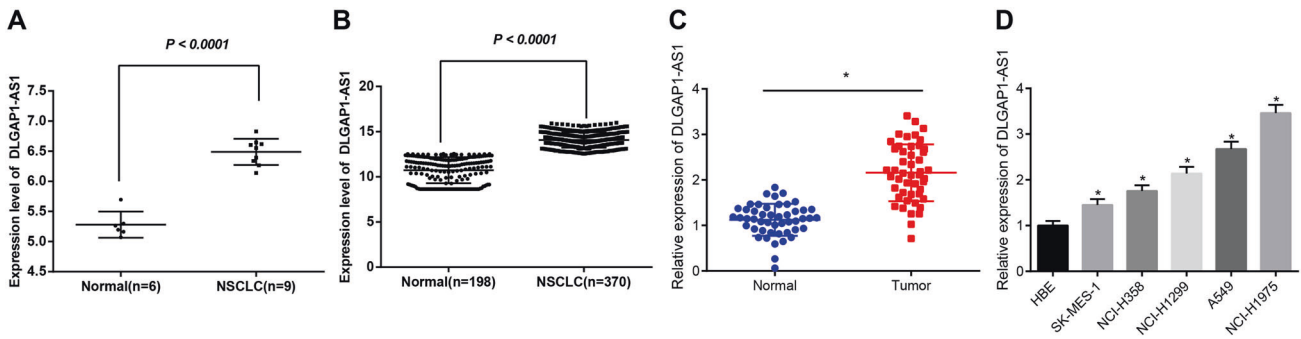 A
P < 0.0001
Expression level of DLGAP1-AS1
7.5
7.0
6.5
6.0
5.5
5.0
4.5
Normal(n=6)
NSCLC(n=9)
B
P < 0.0001
Expression level of DLGAP1-AS1
20
15
10
5
0
Normal(n=198)
NSCLC(n=370)
C
*
Relative expression of DLGAP1-AS1
4
3
2
1
0
Normal
Tumor
D
Relative expression of DLGAP1-AS1
4
3
2
1
0
*
*
*
*
*
HBE
SK-MES-1
NCI-H358
NCI-H1299
A549
NCI-H1975